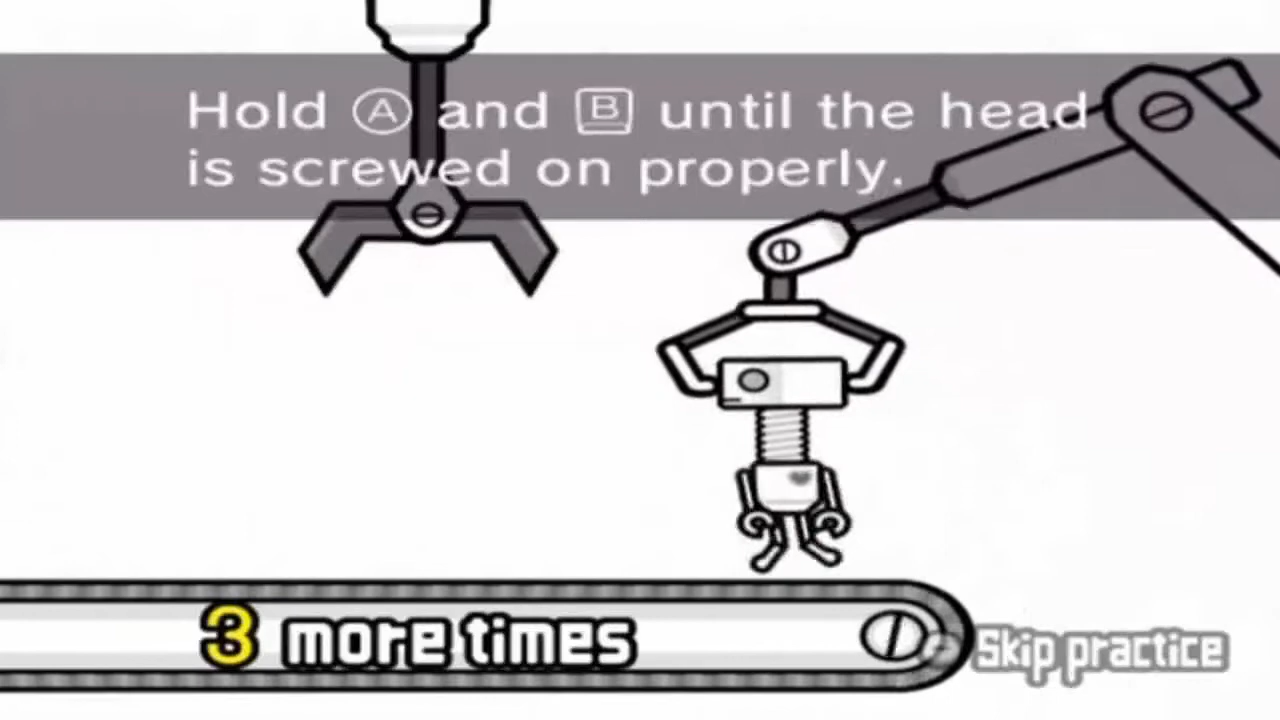 Hold Ⓐ and B until the head
is screwed on properly.
3 more times
Skip practice